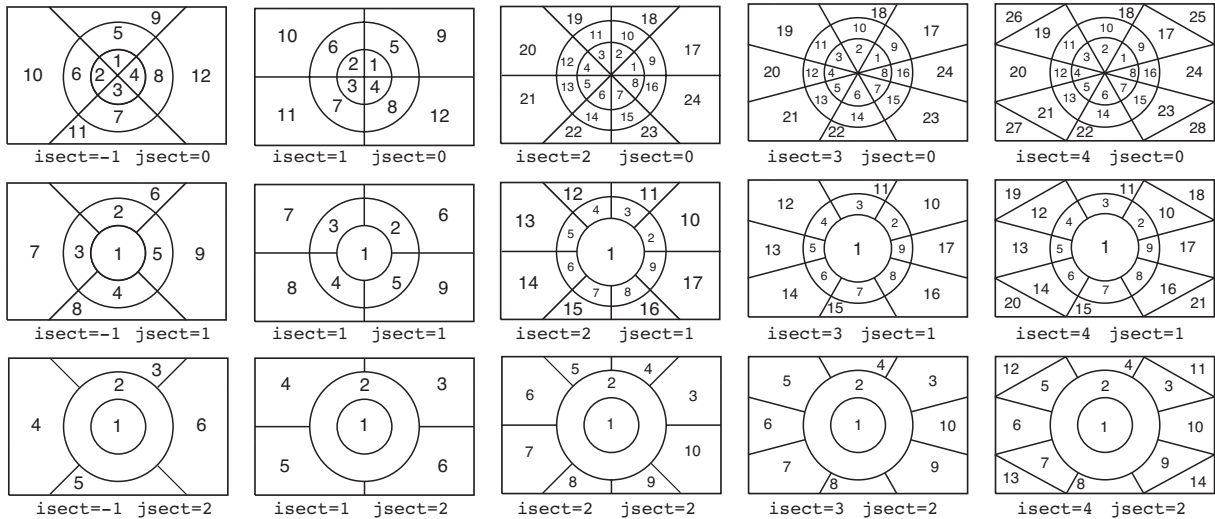 9
5
1
10 6 2 4 8 12
3
7
11
isect=-1 jsect=0
10 9
6 5
2 1
3 4
7 8
11 12
isect=1 jsect=0
19 18
11 10
20 3 2 17
12 4 1 9
13 5 8 16
21 6 7 24
14 15
22 23
isect=2 jsect=0
18
17
19 10
11 2 9
3 1
20 12 4 8 16 24
5 7
13 6 15
21 14 23
22
isect=3 jsect=0
26 18 25
19 10 17
11 2 9
3 1
20 12 4 8 16 24
5 7
21 13 6 15 23
14
27 22 28
isect=4 jsect=0
6
2
7 3 1 5 9
4
8
isect=-1 jsect=1
7 6
3 2
1
4 5
8 9
isect=1 jsect=1
12 11
4 3
13 10
5 2
1
6 9
14 17
7 8
15 16
isect=2 jsect=1
11
12 3 10
4 2
13 5 1 9 17
6 8
14 7 16
15
isect=3 jsect=1
19 11 18
12 3 10
4 2
13 5 1 9 17
6 8
14 7 16
20 15 21
isect=4 jsect=1
3
2
4 1 6
5
isect=-1 jsect=2
4 2 3
1
5 6
isect=1 jsect=2
5 4
2
6 3
1
7 10
8 9
isect=2 jsect=2
4
5 2 3
6 1 10
7 9
8
isect=3 jsect=2
12 4 11
5 2 3
6 1 10
7 9
13 8 14
isect=4 jsect=2